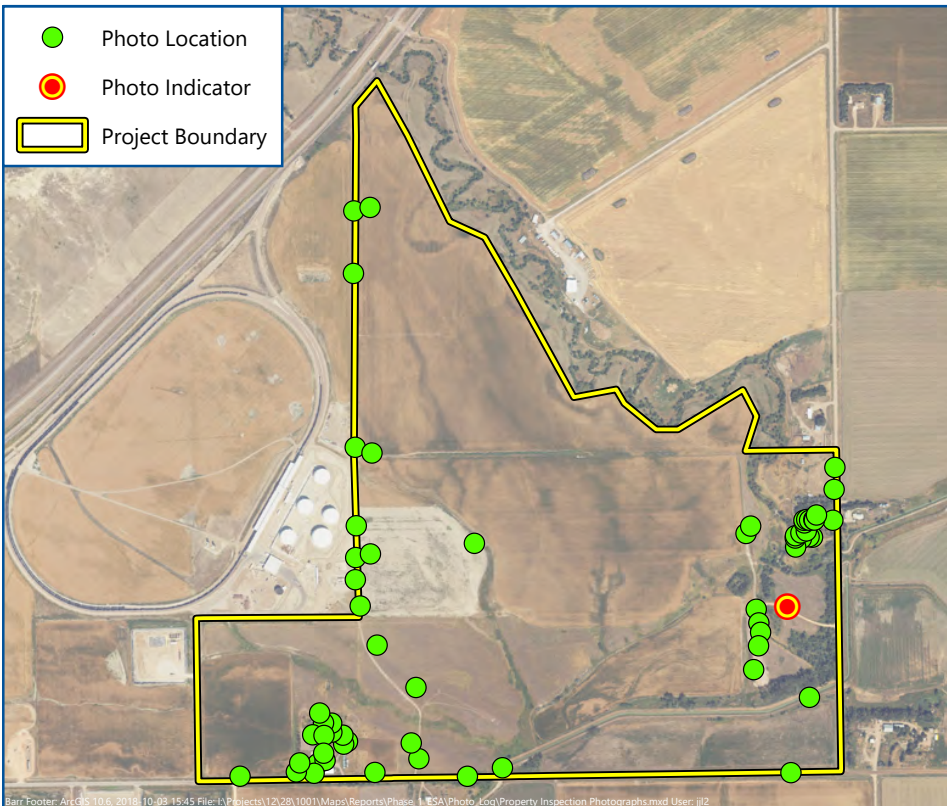 Photo Location
Photo Indicator
Project Boundary
Barr Footer: ArcGIS 10.6, 2018-10-03 15:45 File: I:\Projects\12\28\1001\Maps\Reports\Phase_I_ESA\Photo_Log\Property Inspection Photographs.mxd User: jjl2